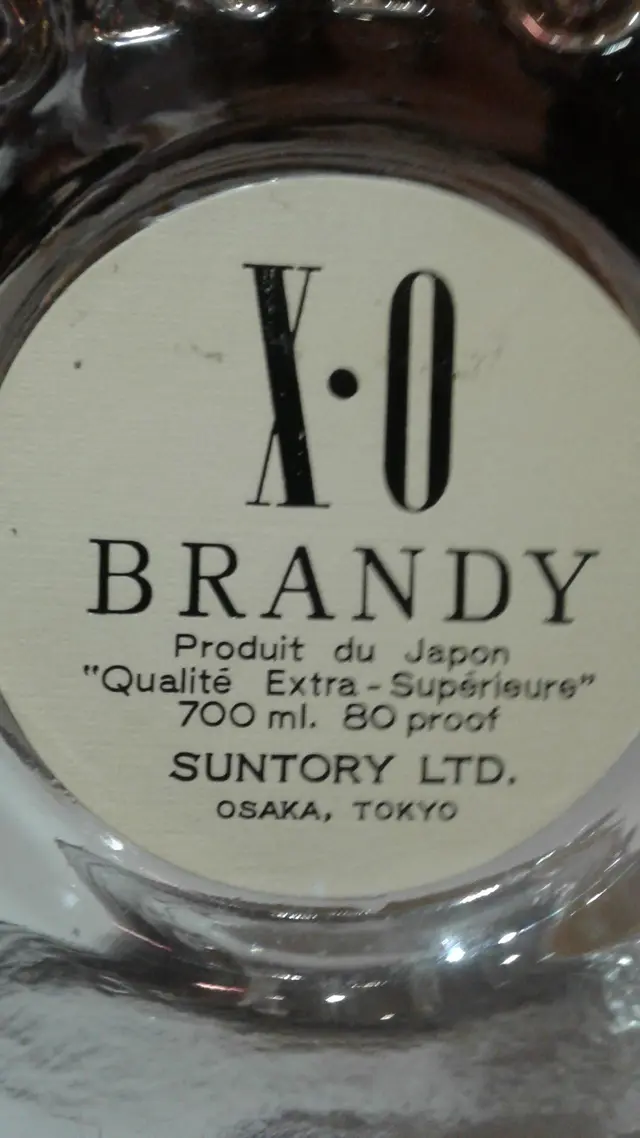 X·O
BRANDY
Produit du Japon
"Qualité Extra-Supérieure"
700 ml. 80 proof
SUNTORY LTD.
OSAKA, TOKYO